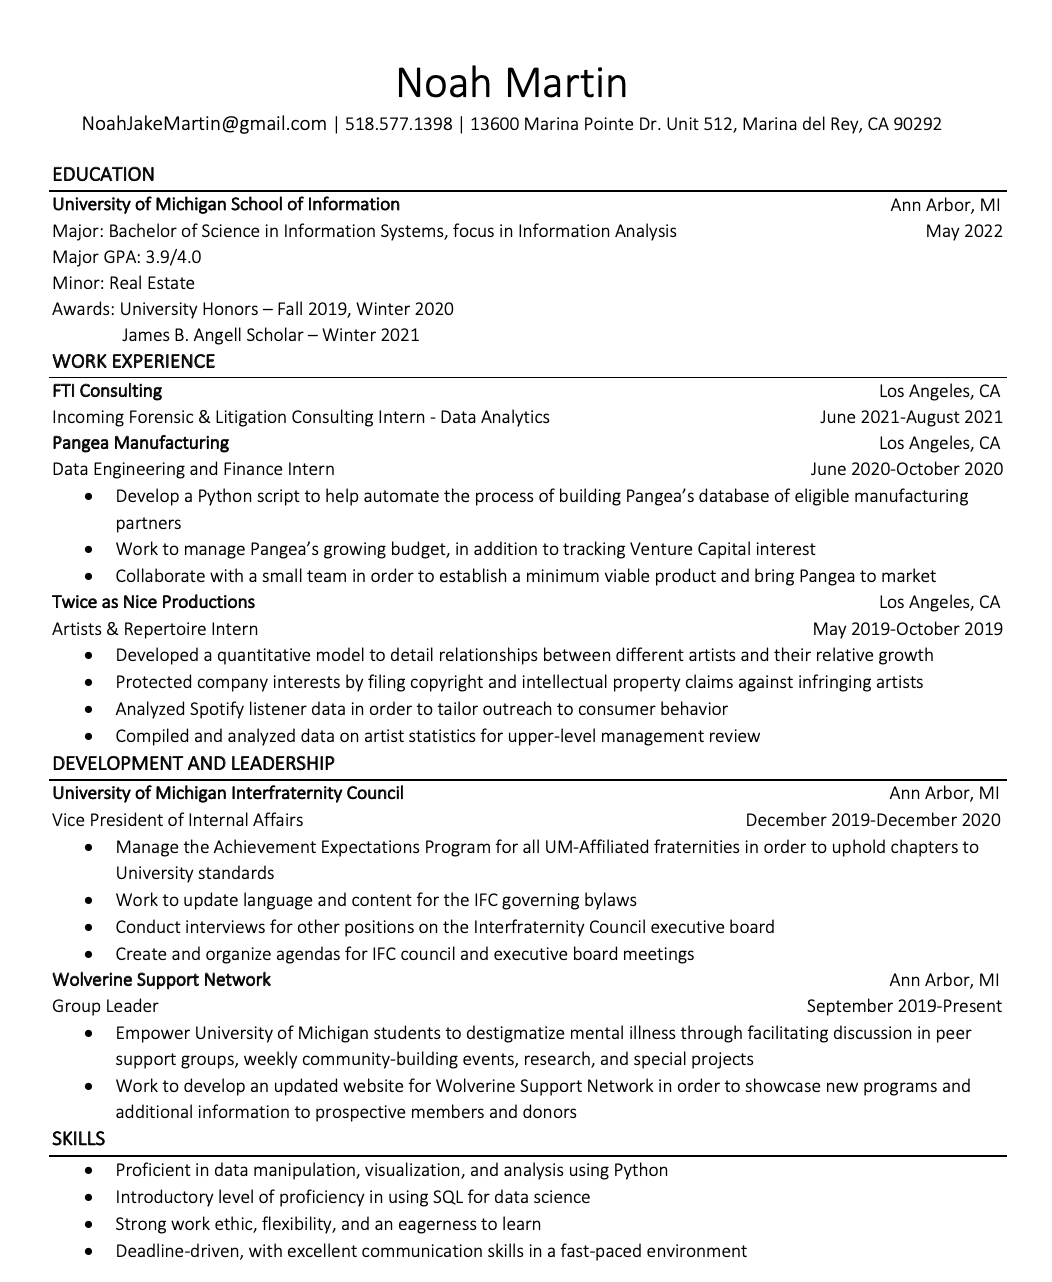 Noah Martin
NoahJakeMartin@gmail.com | 518.577.1398 | 13600 Marina Pointe Dr. Unit 512, Marina del Rey, CA 90292
EDUCATION
University of Michigan School of Information Ann Arbor, MI
Major: Bachelor of Science in Information Systems, focus in Information Analysis May 2022
Major GPA: 3.9/4.0
Minor: Real Estate
Awards: University Honors – Fall 2019, Winter 2020
James B. Angell Scholar – Winter 2021
WORK EXPERIENCE
FTI Consulting Los Angeles, CA
Incoming Forensic & Litigation Consulting Intern - Data Analytics June 2021-August 2021
Pangea Manufacturing Los Angeles, CA
Data Engineering and Finance Intern June 2020-October 2020
• Develop a Python script to help automate the process of building Pangea’s database of eligible manufacturing
partners
• Work to manage Pangea’s growing budget, in addition to tracking Venture Capital interest
• Collaborate with a small team in order to establish a minimum viable product and bring Pangea to market
Twice as Nice Productions Los Angeles, CA
Artists & Repertoire Intern May 2019-October 2019
• Developed a quantitative model to detail relationships between different artists and their relative growth
• Protected company interests by filing copyright and intellectual property claims against infringing artists
• Analyzed Spotify listener data in order to tailor outreach to consumer behavior
• Compiled and analyzed data on artist statistics for upper-level management review
DEVELOPMENT AND LEADERSHIP
University of Michigan Interfraternity Council Ann Arbor, MI
Vice President of Internal Affairs December 2019-December 2020
• Manage the Achievement Expectations Program for all UM-Affiliated fraternities in order to uphold chapters to
University standards
• Work to update language and content for the IFC governing bylaws
• Conduct interviews for other positions on the Interfraternity Council executive board
• Create and organize agendas for IFC council and executive board meetings
Wolverine Support Network Ann Arbor, MI
Group Leader September 2019-Present
• Empower University of Michigan students to destigmatize mental illness through facilitating discussion in peer
support groups, weekly community-building events, research, and special projects
• Work to develop an updated website for Wolverine Support Network in order to showcase new programs and
additional information to prospective members and donors
SKILLS
• Proficient in data manipulation, visualization, and analysis using Python
• Introductory level of proficiency in using SQL for data science
• Strong work ethic, flexibility, and an eagerness to learn
• Deadline-driven, with excellent communication skills in a fast-paced environment